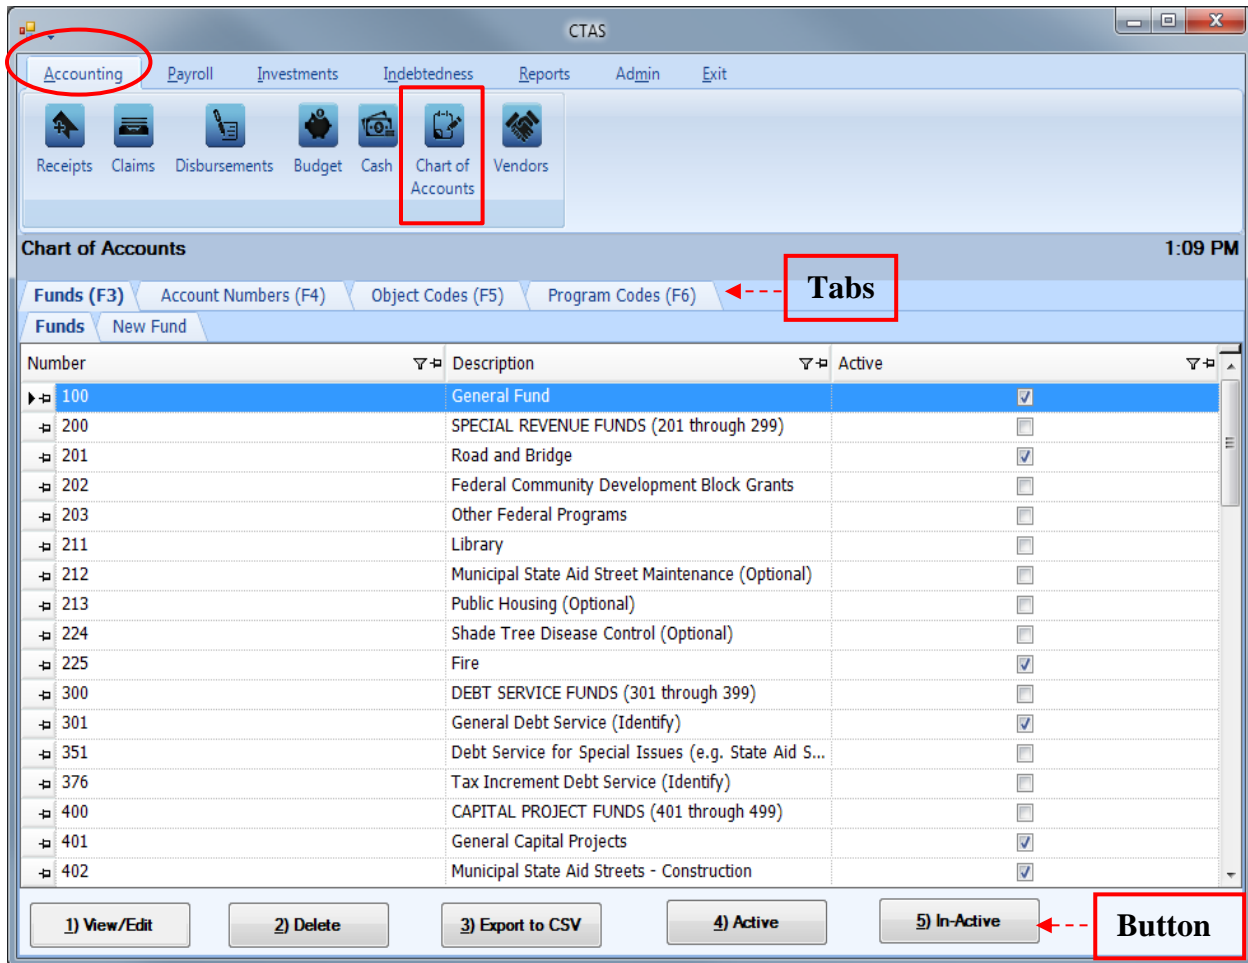 CTAS
Accounting Payroll Investments Indebtedness Reports Admin Exit
Receipts Claims Disbursements Budget Cash Chart of Accounts Vendors
Chart of Accounts 1:09 PM
Funds (F3) Account Numbers (F4) Object Codes (F5) Program Codes (F6) Tabs
Funds New Fund
Number Description Active
100 General Fund
200 SPECIAL REVENUE FUNDS (201 through 299)
201 Road and Bridge
202 Federal Community Development Block Grants
203 Other Federal Programs
211 Library
212 Municipal State Aid Street Maintenance (Optional)
213 Public Housing (Optional)
224 Shade Tree Disease Control (Optional)
225 Fire
300 DEBT SERVICE FUNDS (301 through 399)
301 General Debt Service (Identify)
351 Debt Service for Special Issues (e.g. State Aid S...
376 Tax Increment Debt Service (Identify)
400 CAPITAL PROJECT FUNDS (401 through 499)
401 General Capital Projects
402 Municipal State Aid Streets - Construction
1) View/Edit 2) Delete 3) Export to CSV 4) Active 5) In-Active Button